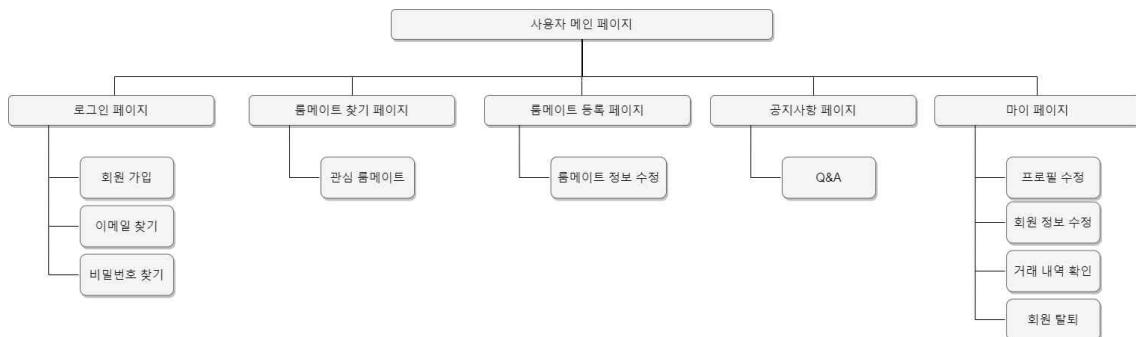 사용자 메인 페이지
로그인 페이지
룸메이트 찾기 페이지
룸메이트 등록 페이지
공지사항 페이지
마이 페이지
회원 가입
관심 룸메이트
룸메이트 정보 수정
Q&A
프로필 수정
이메일 찾기
회원 정보 수정
비밀번호 찾기
거래 내역 확인
회원 탈퇴